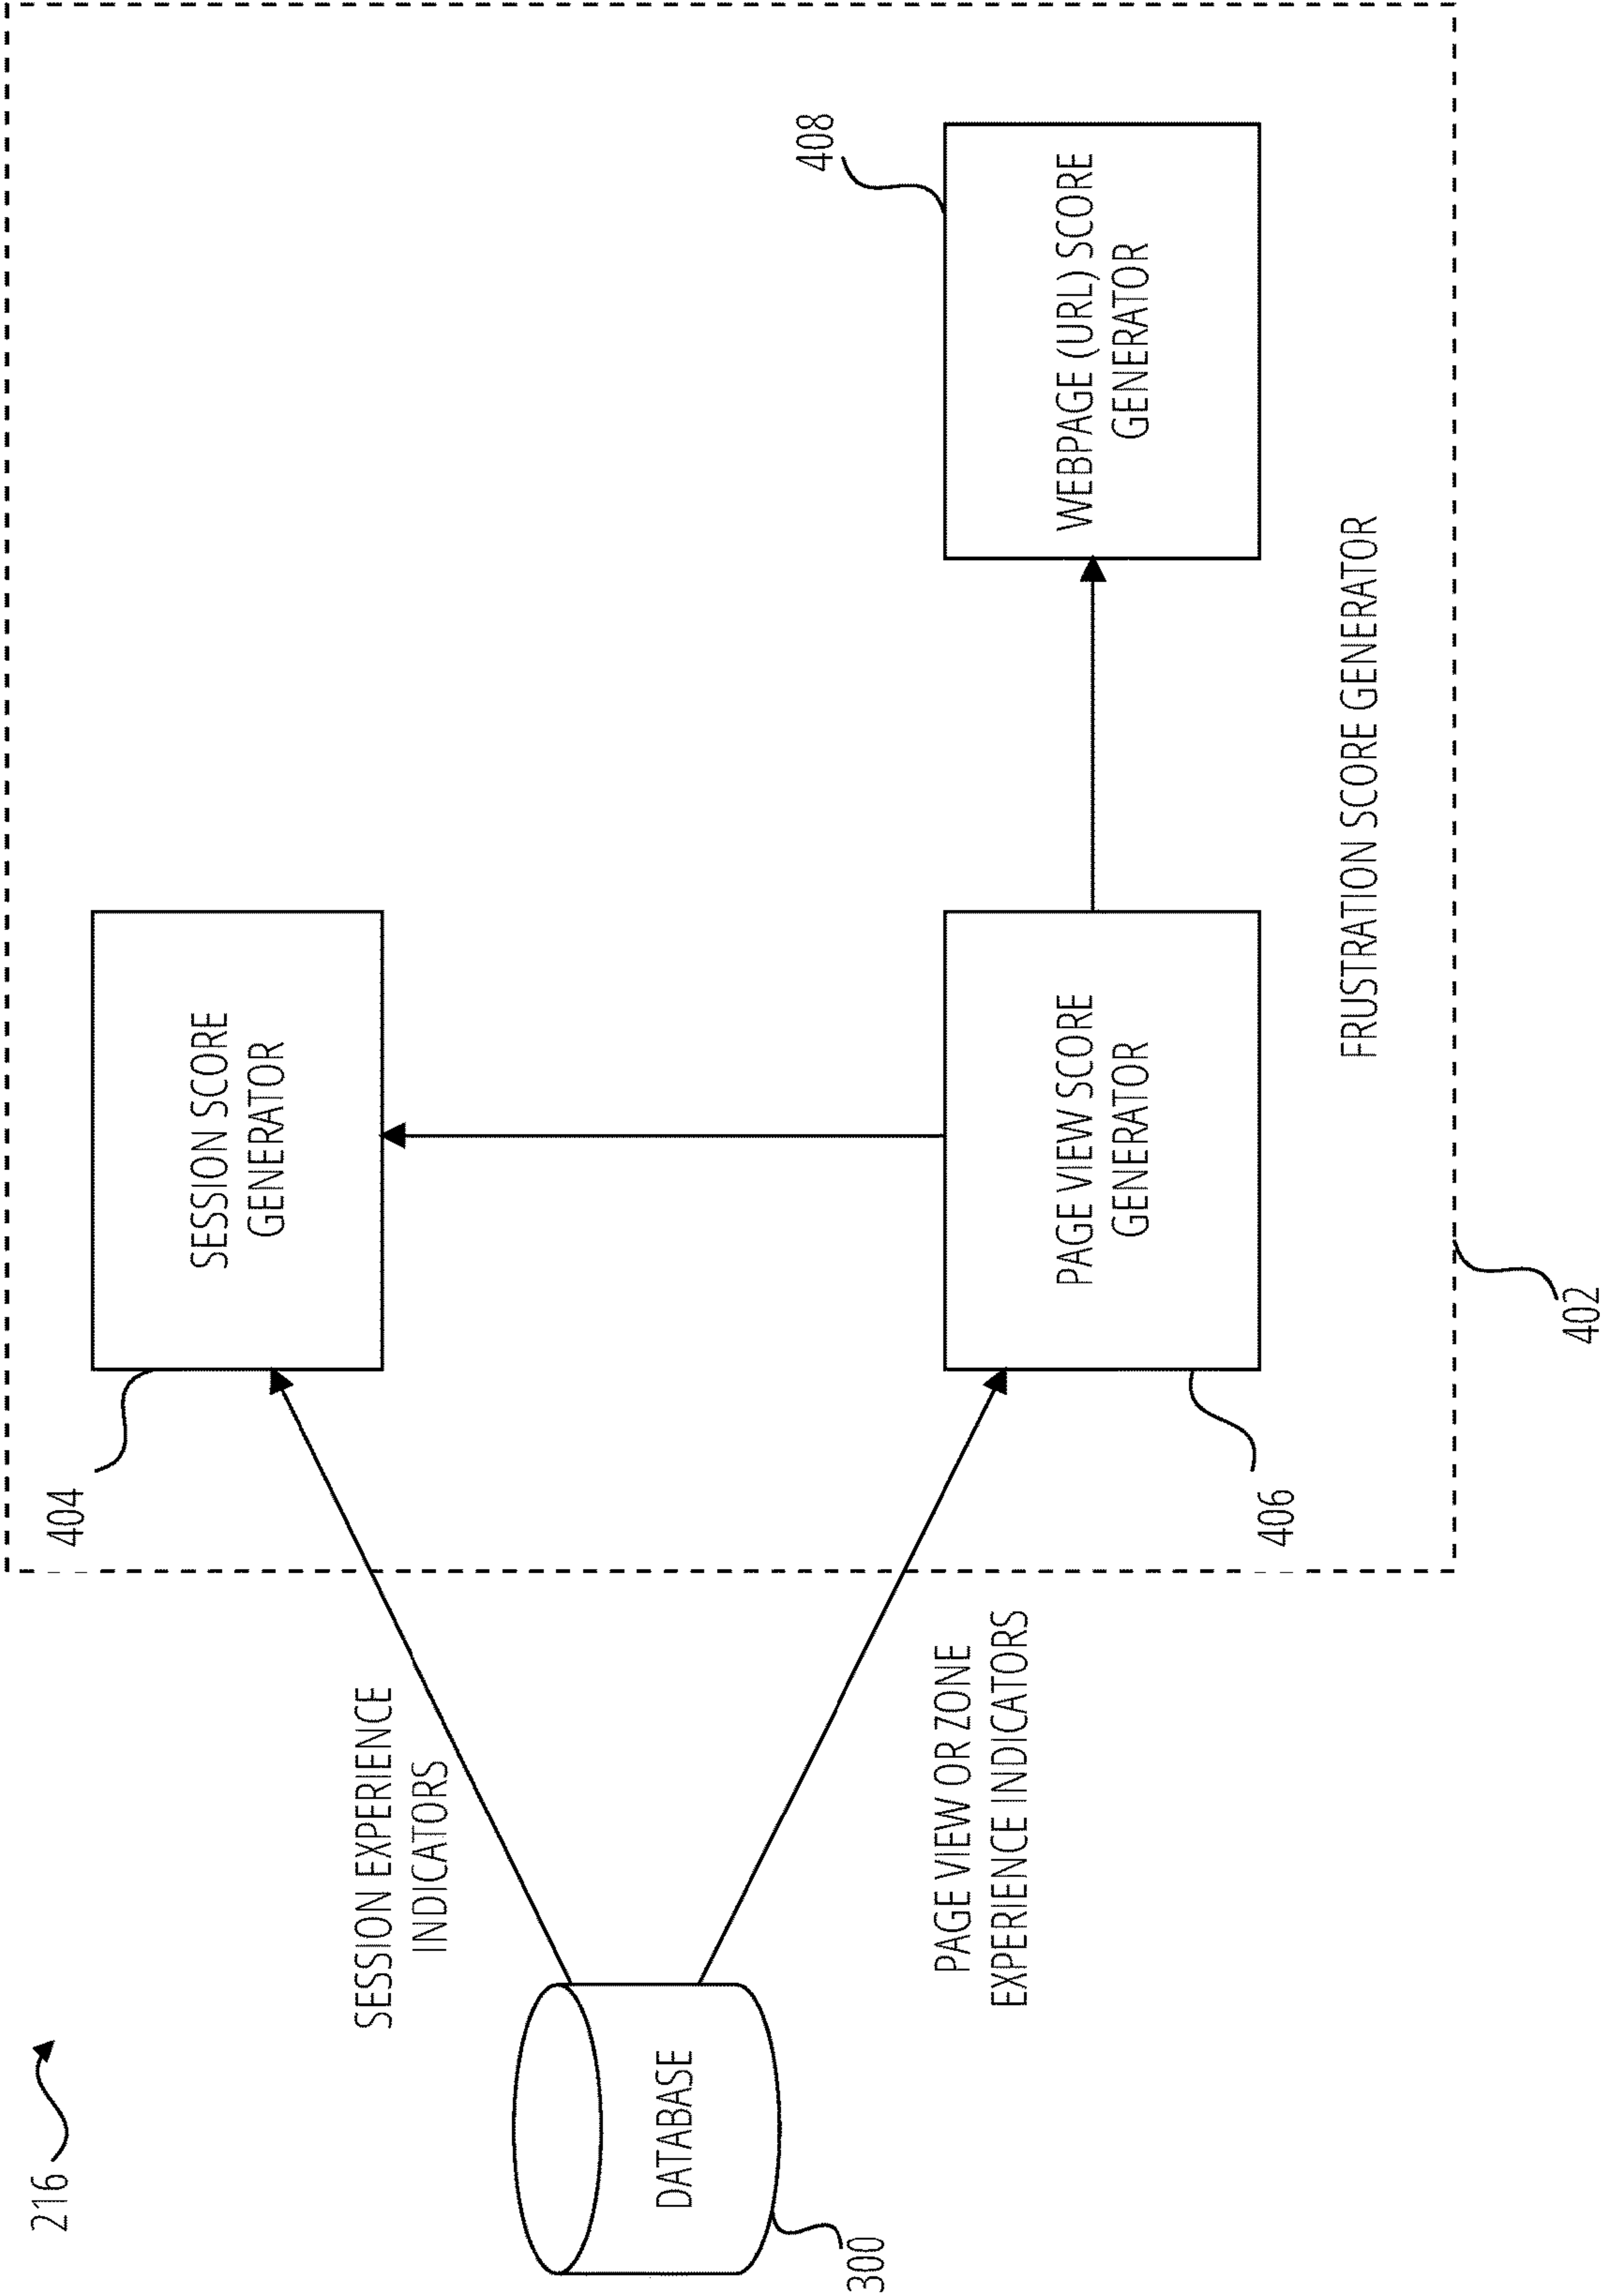 216
404
SESSION SCORE
GENERATOR
SESSION EXPERIENCE
INDICATORS
DATABASE
300
408
PAGE VIEW OR ZONE
EXPERIENCE INDICATORS
PAGE VIEW SCORE
GENERATOR
WEBPAGE (URL) SCORE
GENERATOR
406
FRUSTRATION SCORE GENERATOR
402